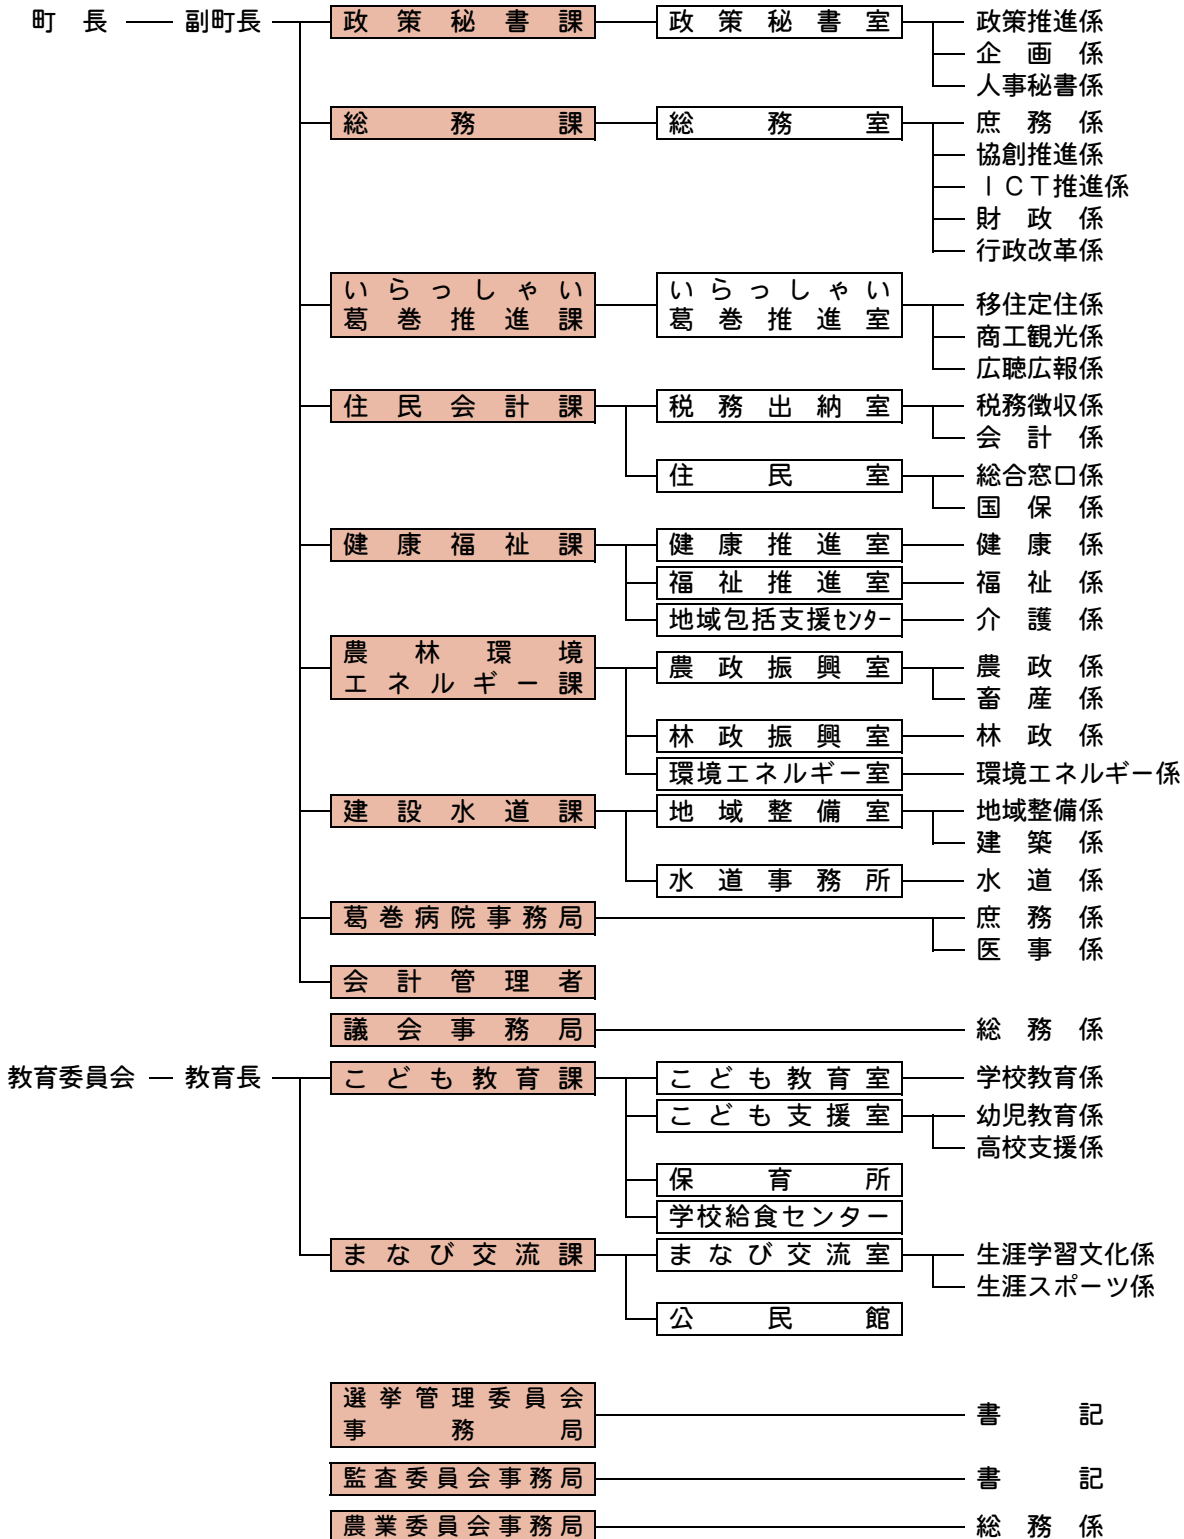 町長 副町長 政策秘書課 政策秘書室 政策推進係
企画係
人事秘書係
総務課 総務室 庶務係
協創推進係
ＩＣＴ推進係
財政係
行政改革係
いらっしゃい いらっしゃい
葛巻推進課 葛巻推進室 移住定住係
商工観光係
広聴広報係
住民会計課 税務出納室 税務徴収係
会計係
住民室 総合窓口係
国保係
健康福祉課 健康推進室 健康係
福祉推進室 福祉係
地域包括支援ｾﾝﾀｰ 介護係
農林環境
エネルギー課 農政振興室 農政係
畜産係
林政振興室 林政係
環境エネルギー室 環境エネルギー係
建設水道課 地域整備室 地域整備係
建築係
水道事務所 水道係
葛巻病院事務局 庶務係
医事係
会計管理者
議会事務局 総務係
教育委員会 教育長 こども教育課 こども教育室 学校教育係
こども支援室 幼児教育係
高校支援係
保育所
学校給食センター
まなび交流課 まなび交流室 生涯学習文化係
生涯スポーツ係
公民館
選挙管理委員会
事務局 書記
監査委員会事務局 書記
農業委員会事務局 総務係